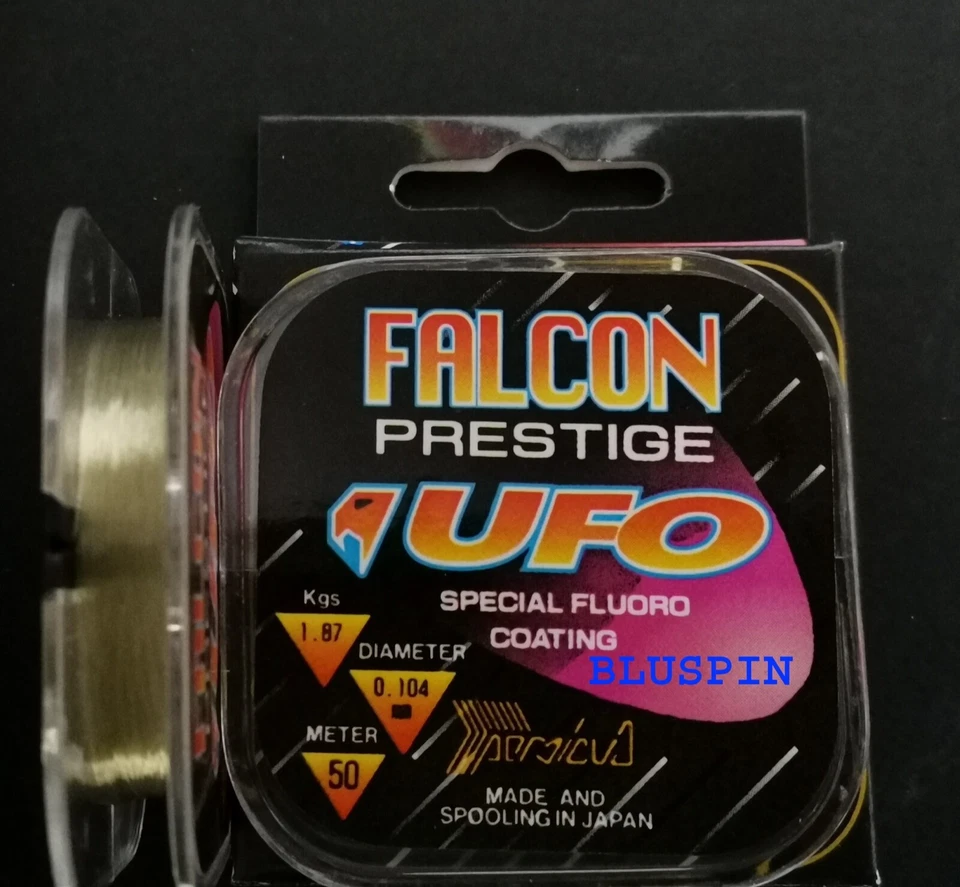 FALCON
PRESTIGE
UFO
SPECIAL FLUORO
COATING
BLUSPIN
Kgs
1.87
DIAMETER
0.104
METER
50
MADE AND
SPOOLING IN JAPAN